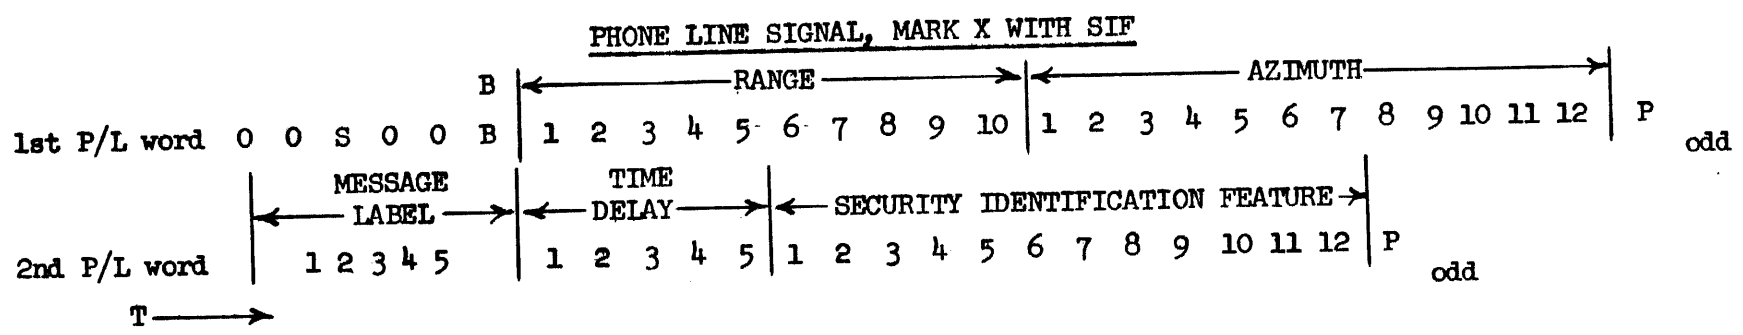 PHONE LINE SIGNAL, MARK X WITH SIF
B RANGE AZIMUTH
1st P/L word 0 0 S 0 0 B 1 2 3 4 5 6 7 8 9 10 1 2 3 4 5 6 7 8 9 10 11 12 P odd
MESSAGE TIME
LABEL DELAY SECURITY IDENTIFICATION FEATURE
2nd P/L word 1 2 3 4 5 1 2 3 4 5 1 2 3 4 5 6 7 8 9 10 11 12 P odd
T